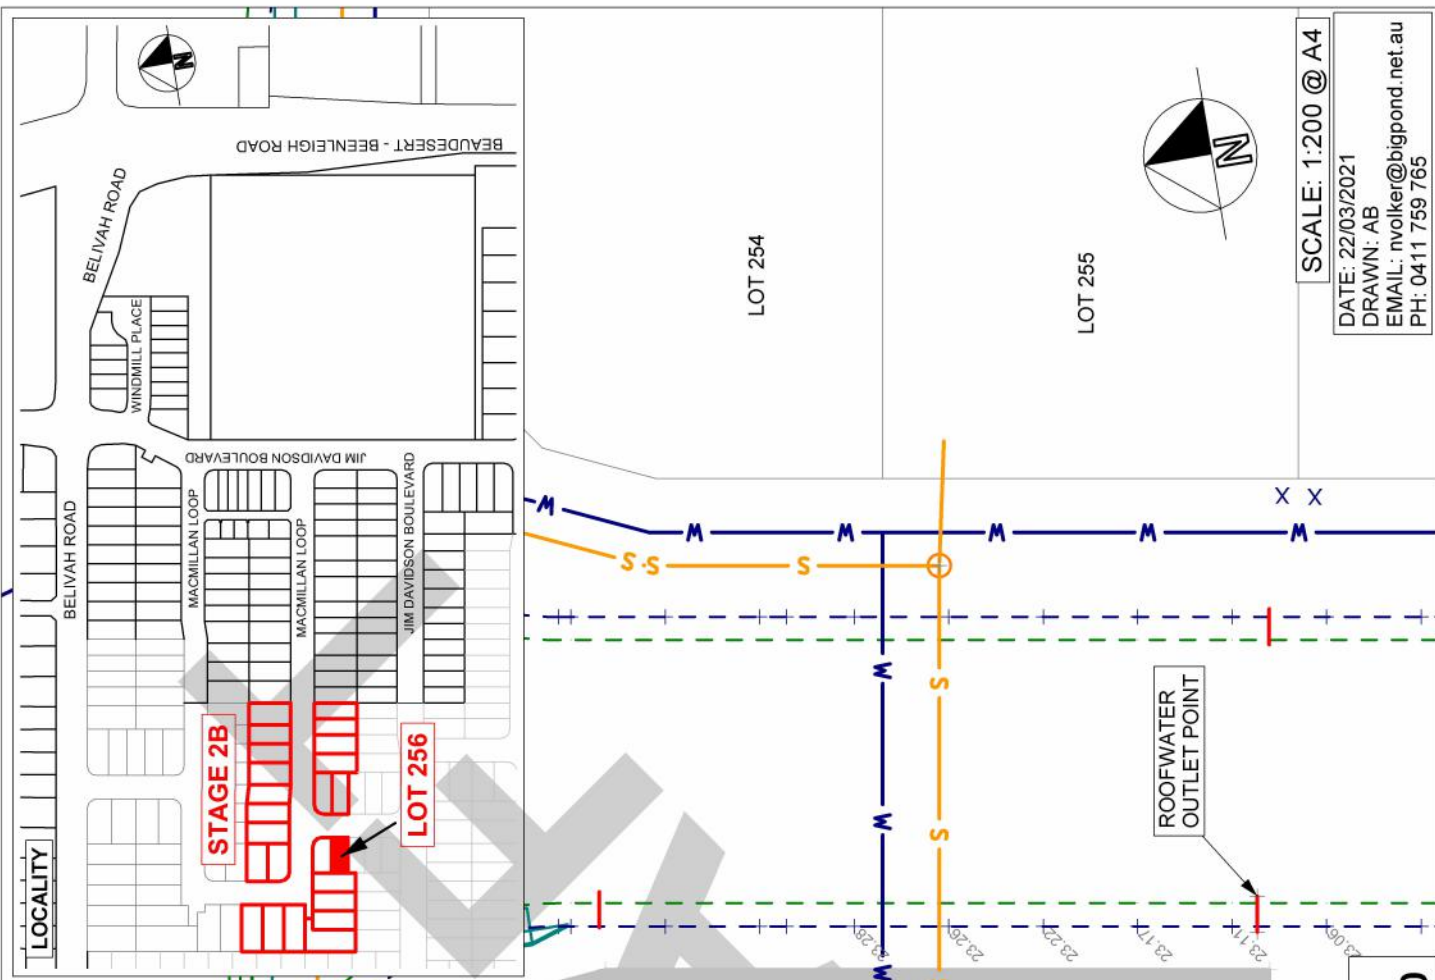 BEAUDESERT - BEENLEIGH ROAD
BELIVAH ROAD
WINDMILL PLACE
JIM DAVIDSON BOULEVARD
BELIVAH ROAD
MACMILLAN LOOP
MACMILLAN LOOP
JIM DAVIDSON BOULEVARD
STAGE 2B
LOT 256
LOCALITY
N
LOT 254
LOT 255
N
SCALE: 1:200 @ A4
DATE: 22/03/2021
DRAWN: AB
EMAIL: nvolker@bigpond.net.au
PH: 0411 759 765
X X
W W W W W W
S S S
W
S
W
S
W
ROOFWATER
OUTLET POINT
23.28
23.26
23.22
23.17
23.11
23.06